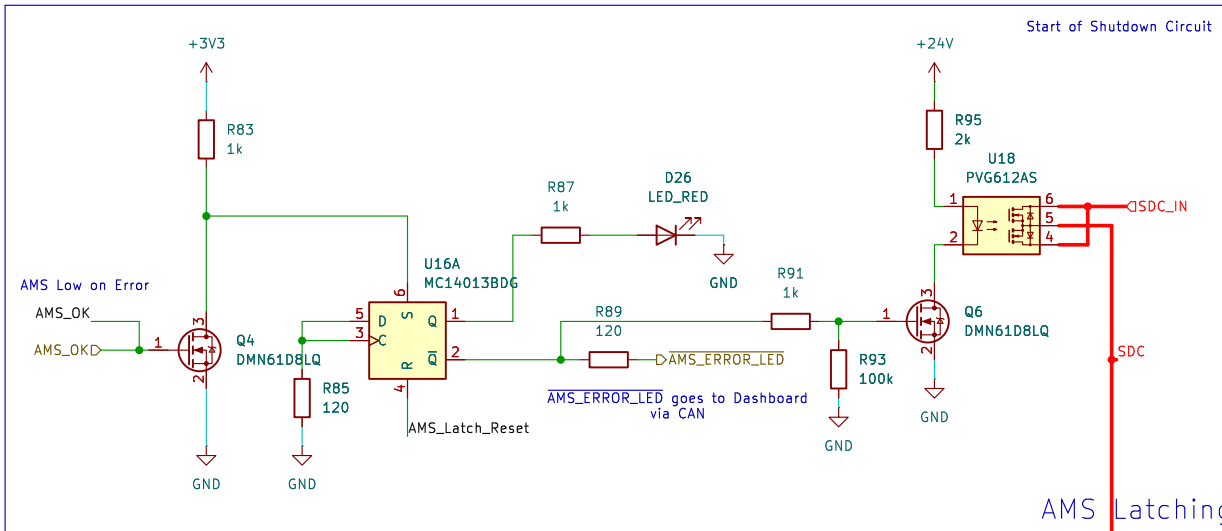 Start of Shutdown Circuit
+3V3
+24V
R83
1k
R95
2k
U18
PVG612AS
1
2
6
5
4
SDC_IN
R87
1k
D26
LED_RED
GND
U16A
MC14013BDG
AMS Low on Error
AMS_OK
AMS_OK
1
3
2
Q4
DMN61D8LQ
6
5
3
D
C
S
R
Q
Q
1
2
4
R89
120
AMS_ERROR_LED
R91
1k
1
3
2
Q6
DMN61D8LQ
SDC
R85
120
AMS_ERROR_LED goes to Dashboard
via CAN
R93
100k
GND
AMS_Latch_Reset
GND
GND
GND
AMS Latching